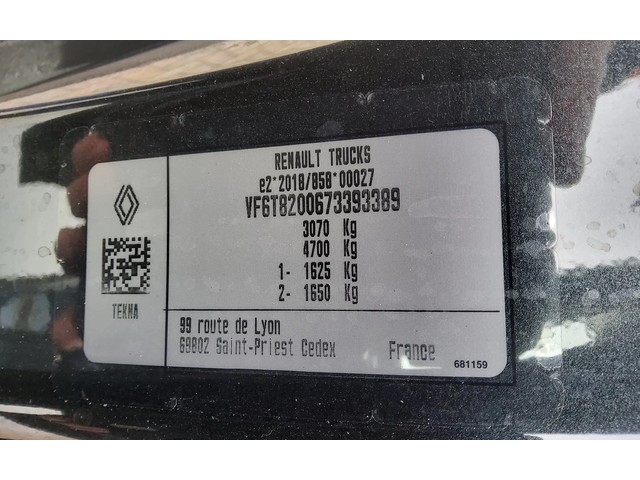 RENAULT TRUCKS
e2*2018/858*00027
VF6T8200673393389
3070 Kg
4700 Kg
1- 1625 Kg
2- 1650 Kg
TEKNA
99 route de Lyon
69802 Saint-Priest Cedex France
681159